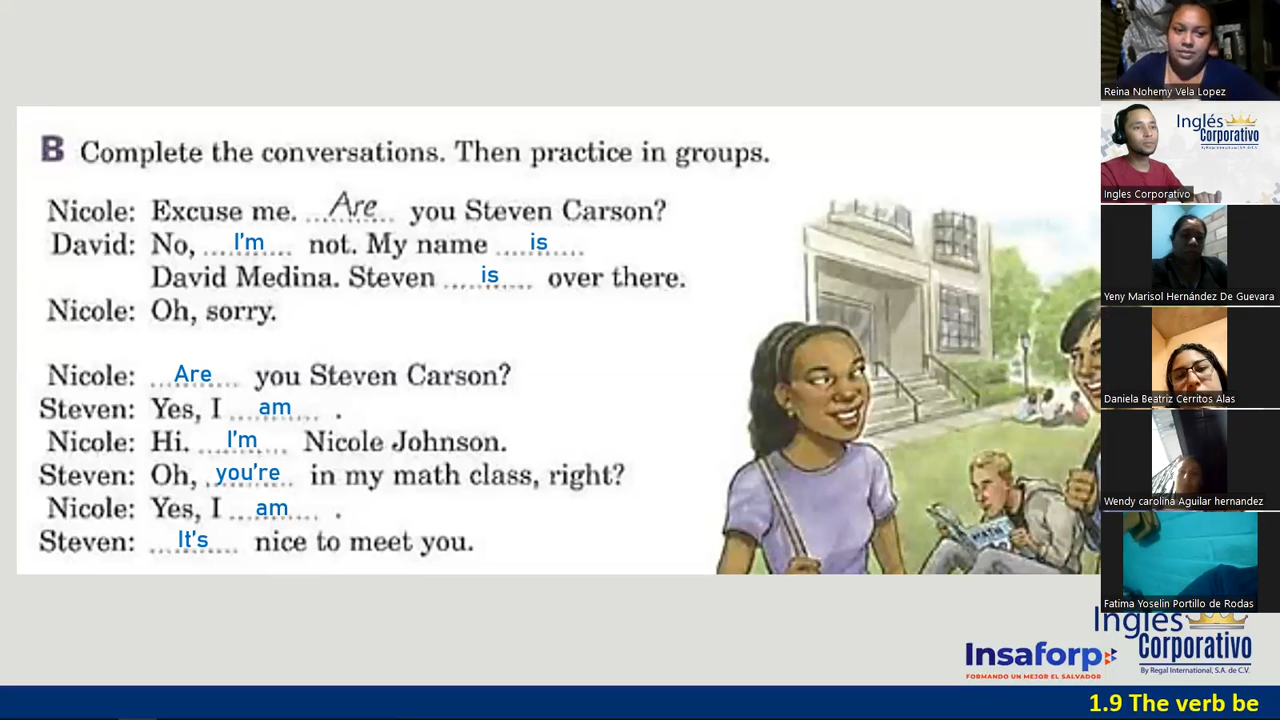 B Complete the conversations. Then practice in groups.
Nicole: Excuse me. Are you Steven Carson?
David: No, I'm not. My name is
David Medina. Steven is over there.
Nicole: Oh, sorry.
Nicole: Are you Steven Carson?
Steven: Yes, I am .
Nicole: Hi. I'm Nicole Johnson.
Steven: Oh, you're in my math class, right?
Nicole: Yes, I am .
Steven: It's nice to meet you.
MATH
Reina Nohemy Vela Lopez
Inglés
Corporativo
By Regal International, S.A. de C.V.
Ingles Corporativo
Yeny Marisol Hernández De Guevara
Daniela Beatriz Cerritos Alas
Wendy carolina Aguilar hernandez
Fatima Yoselin Portillo de Rodas
Insaforp
FORMANDO UN MEJOR EL SALVADOR
Inglés
Corporativo
By Regal International, S.A. de C.V.
1.9 The verb be